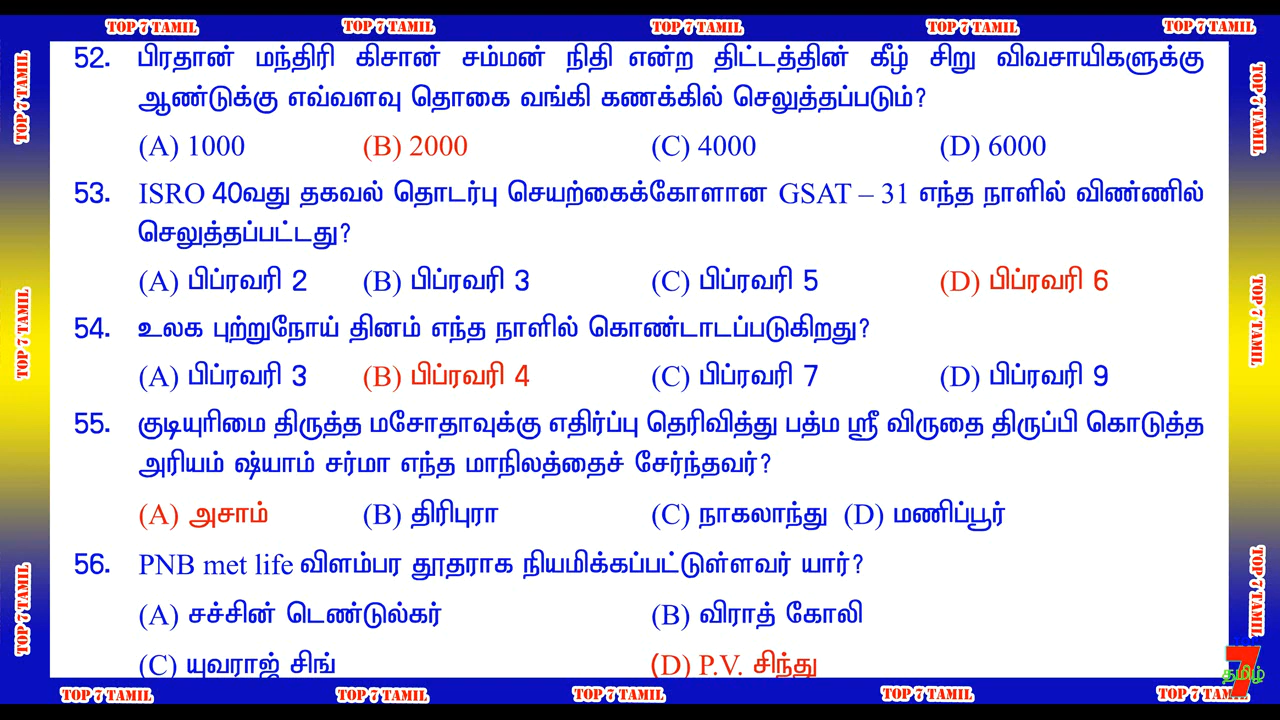 TOP 7 TAMIL TOP 7 TAMIL TOP 7 TAMIL TOP 7 TAMIL TOP 7 TAMIL
52. பிரதான் மந்திரி கிசான் சம்மன் நிதி என்ற திட்டத்தின் கீழ் சிறு விவசாயிகளுக்கு
ஆண்டுக்கு எவ்வளவு தொகை வங்கி கணக்கில் செலுத்தப்படும்?
(A) 1000 (B) 2000 (C) 4000 (D) 6000
53. ISRO 40வது தகவல் தொடர்பு செயற்கைக்கோளான GSAT – 31 எந்த நாளில் விண்ணில்
செலுத்தப்பட்டது?
(A) பிப்ரவரி 2 (B) பிப்ரவரி 3 (C) பிப்ரவரி 5 (D) பிப்ரவரி 6
54. உலக புற்றுநோய் தினம் எந்த நாளில் கொண்டாடப்படுகிறது?
(A) பிப்ரவரி 3 (B) பிப்ரவரி 4 (C) பிப்ரவரி 7 (D) பிப்ரவரி 9
55. குடியுரிமை திருத்த மசோதாவுக்கு எதிர்ப்பு தெரிவித்து பத்ம ஸ்ரீ விருதை திருப்பி கொடுத்த
அரியம் ஷ்யாம் சர்மா எந்த மாநிலத்தைச் சேர்ந்தவர்?
(A) அசாம் (B) திரிபுரா (C) நாகலாந்து (D) மணிப்பூர்
56. PNB met life விளம்பர தூதராக நியமிக்கப்பட்டுள்ளவர் யார்?
(A) சச்சின் டெண்டுல்கர் (B) விராத் கோலி
(C) யுவராஜ் சிங் (D) P.V. சிந்து
TOP 7 TAMIL TOP 7 TAMIL TOP 7 TAMIL TOP 7 TAMIL TOP 7 TAMIL
TOP 7 TAMIL
TOP 7 TAMIL
TOP 7 TAMIL
TOP 7 TAMIL
TOP 7 TAMIL
TOP 7 TAMIL
7
தமிழ்